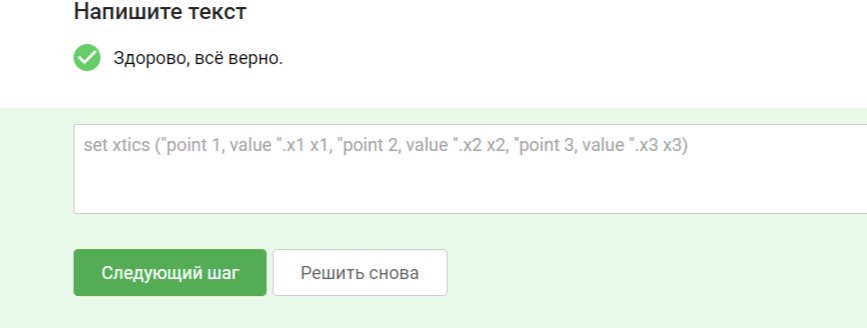 Напишите текст
Здорово, всё верно.
set xtics ("point 1, value ".x1 x1, "point 2, value ".x2 x2, "point 3, value ".x3 x3)
Следующий шаг Решить снова